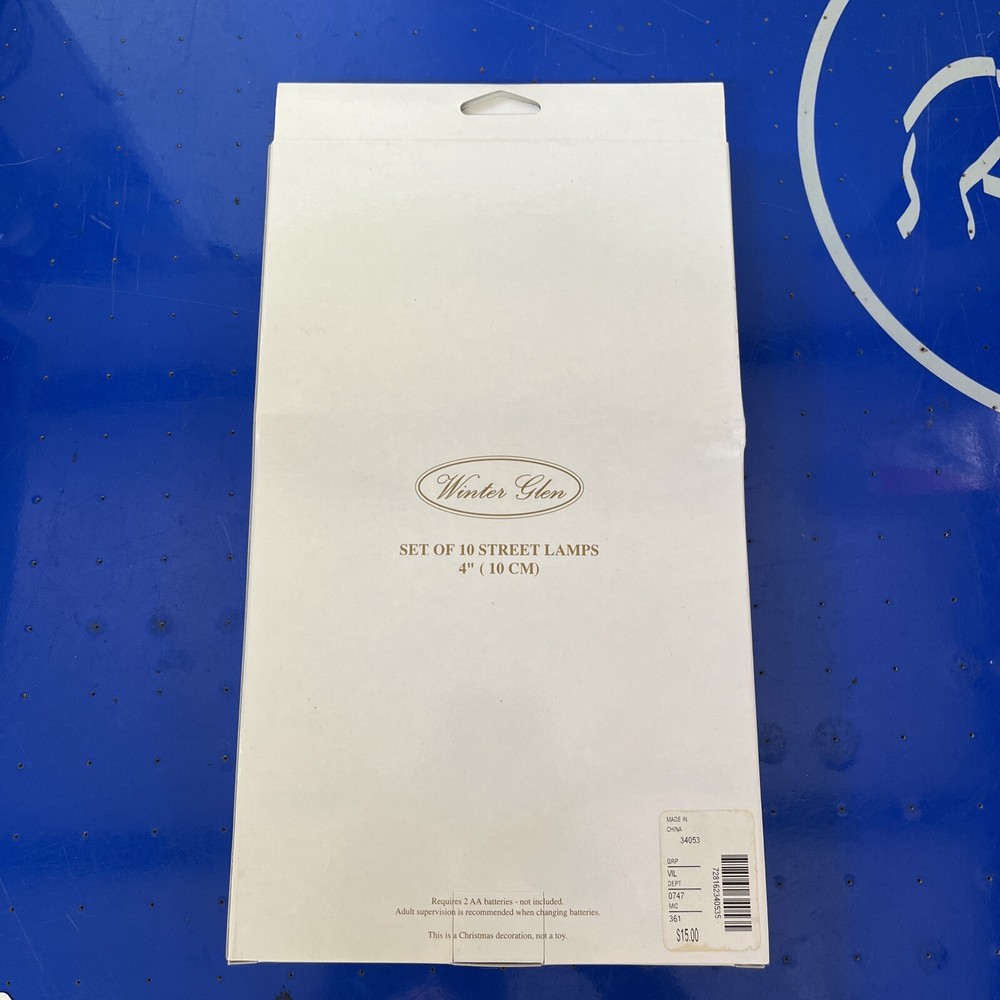 Winter Glen
SET OF 10 STREET LAMPS
4" ( 10 CM)
Requires 2 AA batteries - not included.
Adult supervision is recommended when changing batteries.
This is a Christmas decoration, not a toy.
MADE IN
CHINA
34053
GRP
VIL
DEPT
0747
MIC
361
$15.00
728162340535